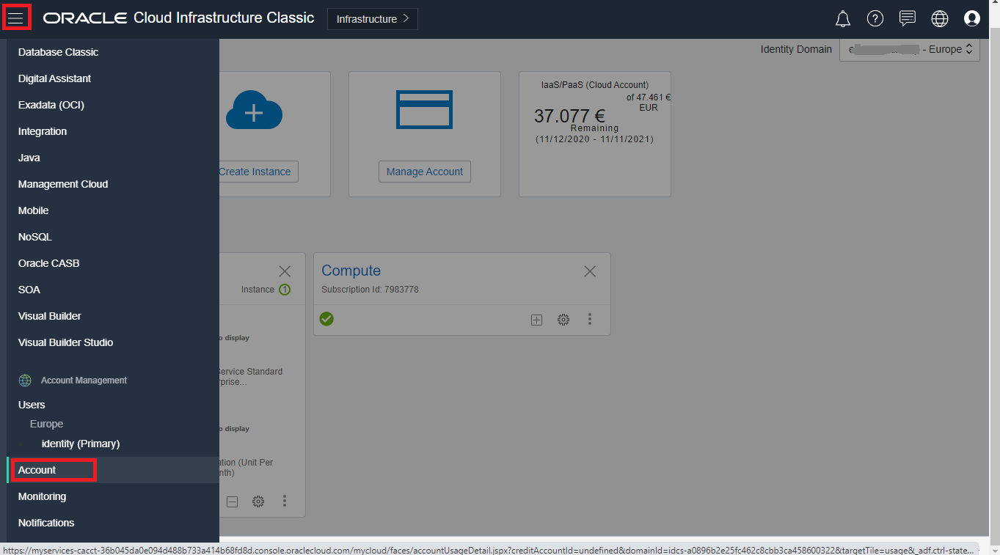 ORACLE Cloud Infrastructure Classic
Infrastructure >
Identity Domain
- Europe
Database Classic
Digital Assistant
Exadata (OCI)
Integration
Java
Management Cloud
Mobile
NoSQL
Oracle CASB
SOA
Visual Builder
Visual Builder Studio
Account Management
Users
Europe
identity (Primary)
Account
Monitoring
Notifications
Create Instance
Manage Account
IaaS/PaaS (Cloud Account)
of 47.461 €
EUR
37.077 €
Remaining
(11/12/2020 - 11/11/2021)
Instance 1
o display
Service Standard
rprise...
o display
ation (Unit Per
nth)
Compute
Subscription Id: 7983778
https://myservices-cacct-36b045da0e094d488b733a414b68fd8d.console.oraclecloud.com/mycloud/faces/accountUsageDetail.jspx?creditAccountId=undefined&domainId=idcs-a0896b2e25fc462c8cbb3ca458600322&targetTile=usage&_adf.ctrl-state...